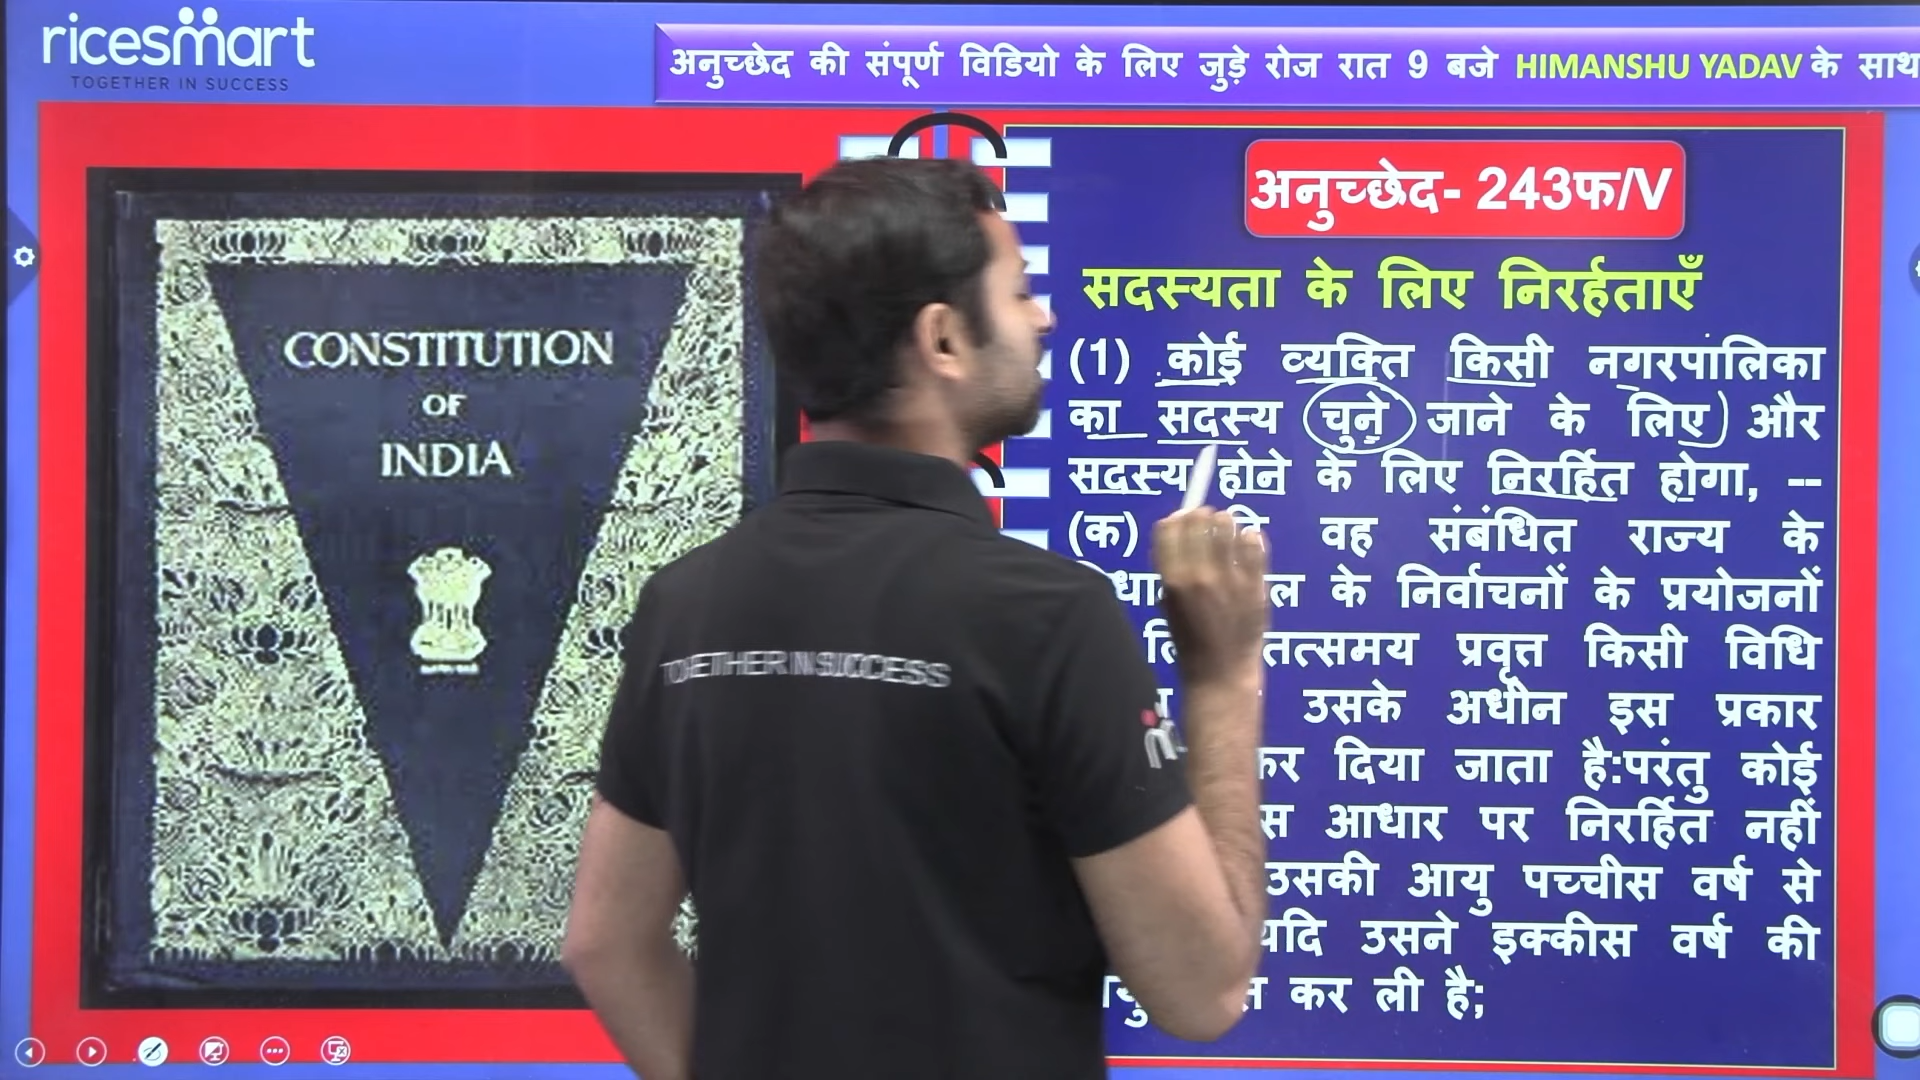 ricesmart
TOGETHER IN SUCCESS
अनुच्छेद की संपूर्ण विडियो के लिए जुड़े रोज रात 9 बजे HIMANSHU YADAV के साथ
CONSTITUTION
OF
INDIA
TOGETHER IN SUCCESS
अनुच्छेद- 243फ/V
सदस्यता के लिए निरर्हताएँ
(1) कोई व्यक्ति किसी नगरपालिका
का सदस्य चुने जाने के लिए और
सदस्य होने के लिए निरर्हित होगा, --
(क) वह संबंधित राज्य के
के निर्वाचनों के प्रयोजनों
तत्समय प्रवृत्त किसी विधि
उसके अधीन इस प्रकार
कर दिया जाता है:परंतु कोई
आधार पर निरर्हित नहीं
उसकी आयु पच्चीस वर्ष से
यदि उसने इक्कीस वर्ष की
कर ली है;